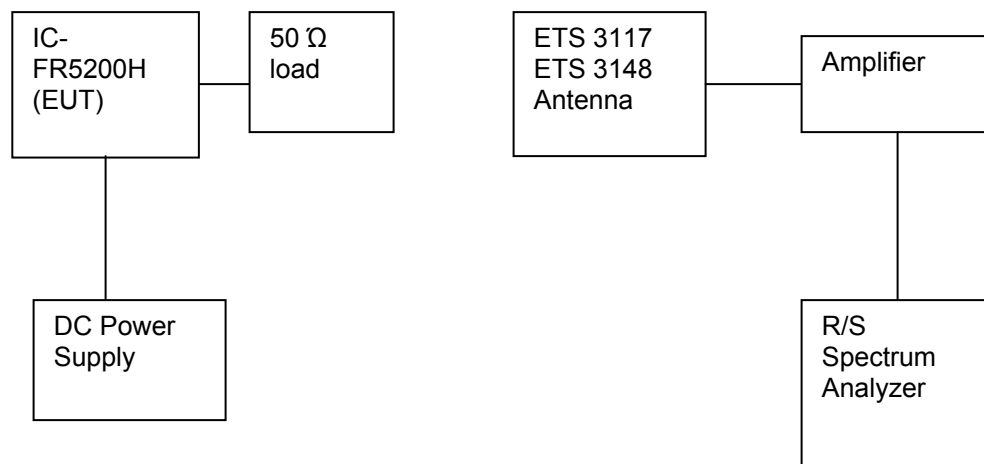 IC-
FR5200H
(EUT)
50 Ώ
load
ETS 3117
ETS 3148
Antenna
Amplifier
DC Power
Supply
R/S
Spectrum
Analyzer